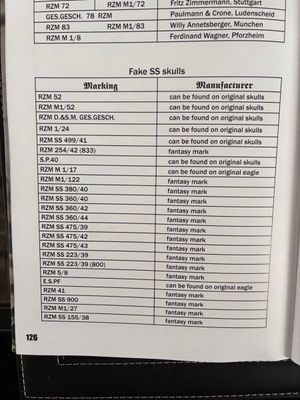 RZM 72 RZM M1/72 Fritz Zimmermann, Stuttgart
GES.GESCH. 78 RZM Paulmann & Crone, Ludenscheid
RZM 83 RZM M1/83 Willy Annetsberger, Munchen
RZM M 1/8 Ferdinand Wagner, Pforzheim
Fake SS skulls
Marking Manufacturer
RZM 52 can be found on original skulls
RZM M1/52 can be found on original skulls
RZM D.&S.M. GES.GESCH. can be found on original skulls
RZM 1/24 can be found on original skulls
RZM SS 499/41 can be found on original skulls
RZM 254/42 (833) fantasy mark
S.P.40 can be found on original skulls
RZM M 1/17 can be found on original eagle
RZM M1/122 fantasy mark
RZM SS 380/40 fantasy mark
RZM SS 360/40 fantasy mark
RZM SS 360/42 fantasy mark
RZM SS 360/44 fantasy mark
RZM SS 475/39 fantasy mark
RZM SS 475/42 fantasy mark
RZM SS 475/43 fantasy mark
RZM SS 223/39 fantasy mark
RZM SS 223/39 (800) fantasy mark
RZM 5/8 fantasy mark
E.S.PF can be found on original eagle
RZM 41 fantasy mark
RZM SS 900 fantasy mark
RZM M1/27 fantasy mark
RZM SS 155/38 fantasy mark
126